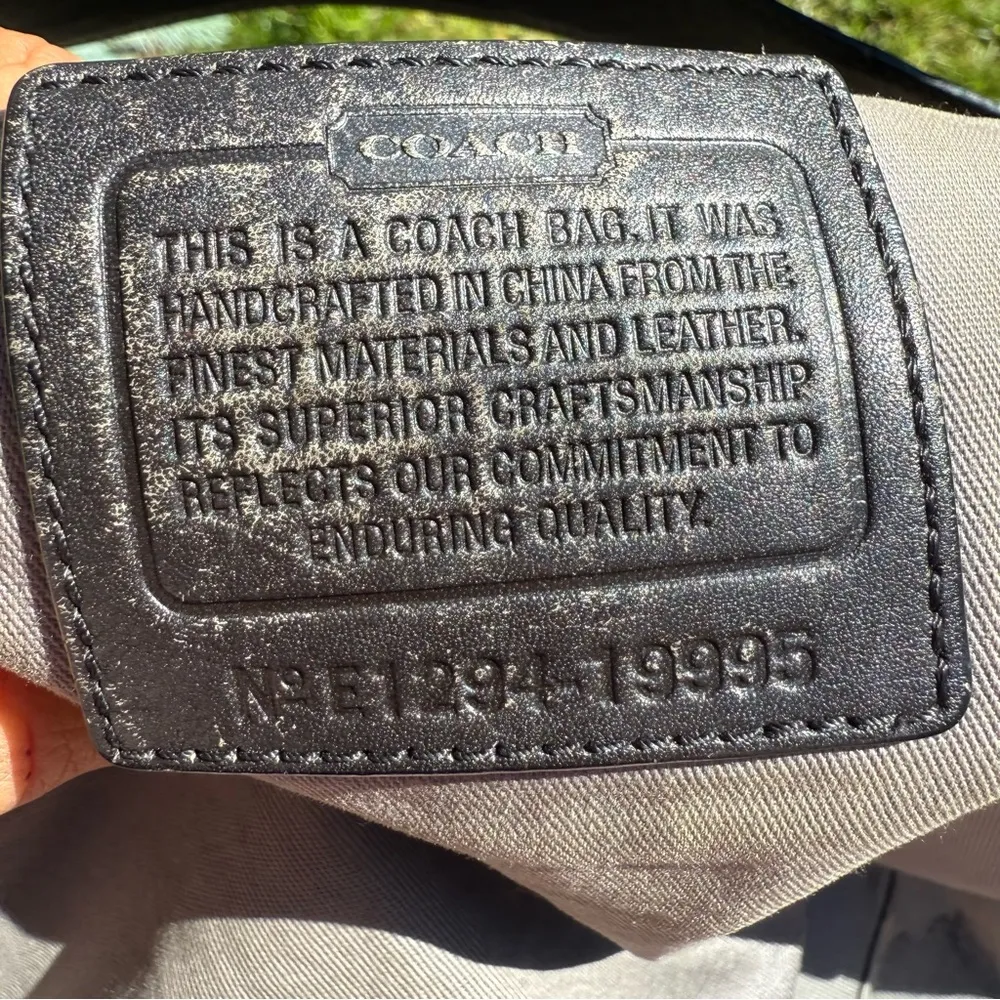 COACH
THIS IS A COACH BAG. IT WAS
HANDCRAFTED IN CHINA FROM THE
FINEST MATERIALS AND LEATHER.
ITS SUPERIOR CRAFTSMANSHIP
REFLECTS OUR COMMITMENT TO
ENDURING QUALITY.
Nº E1294-19995